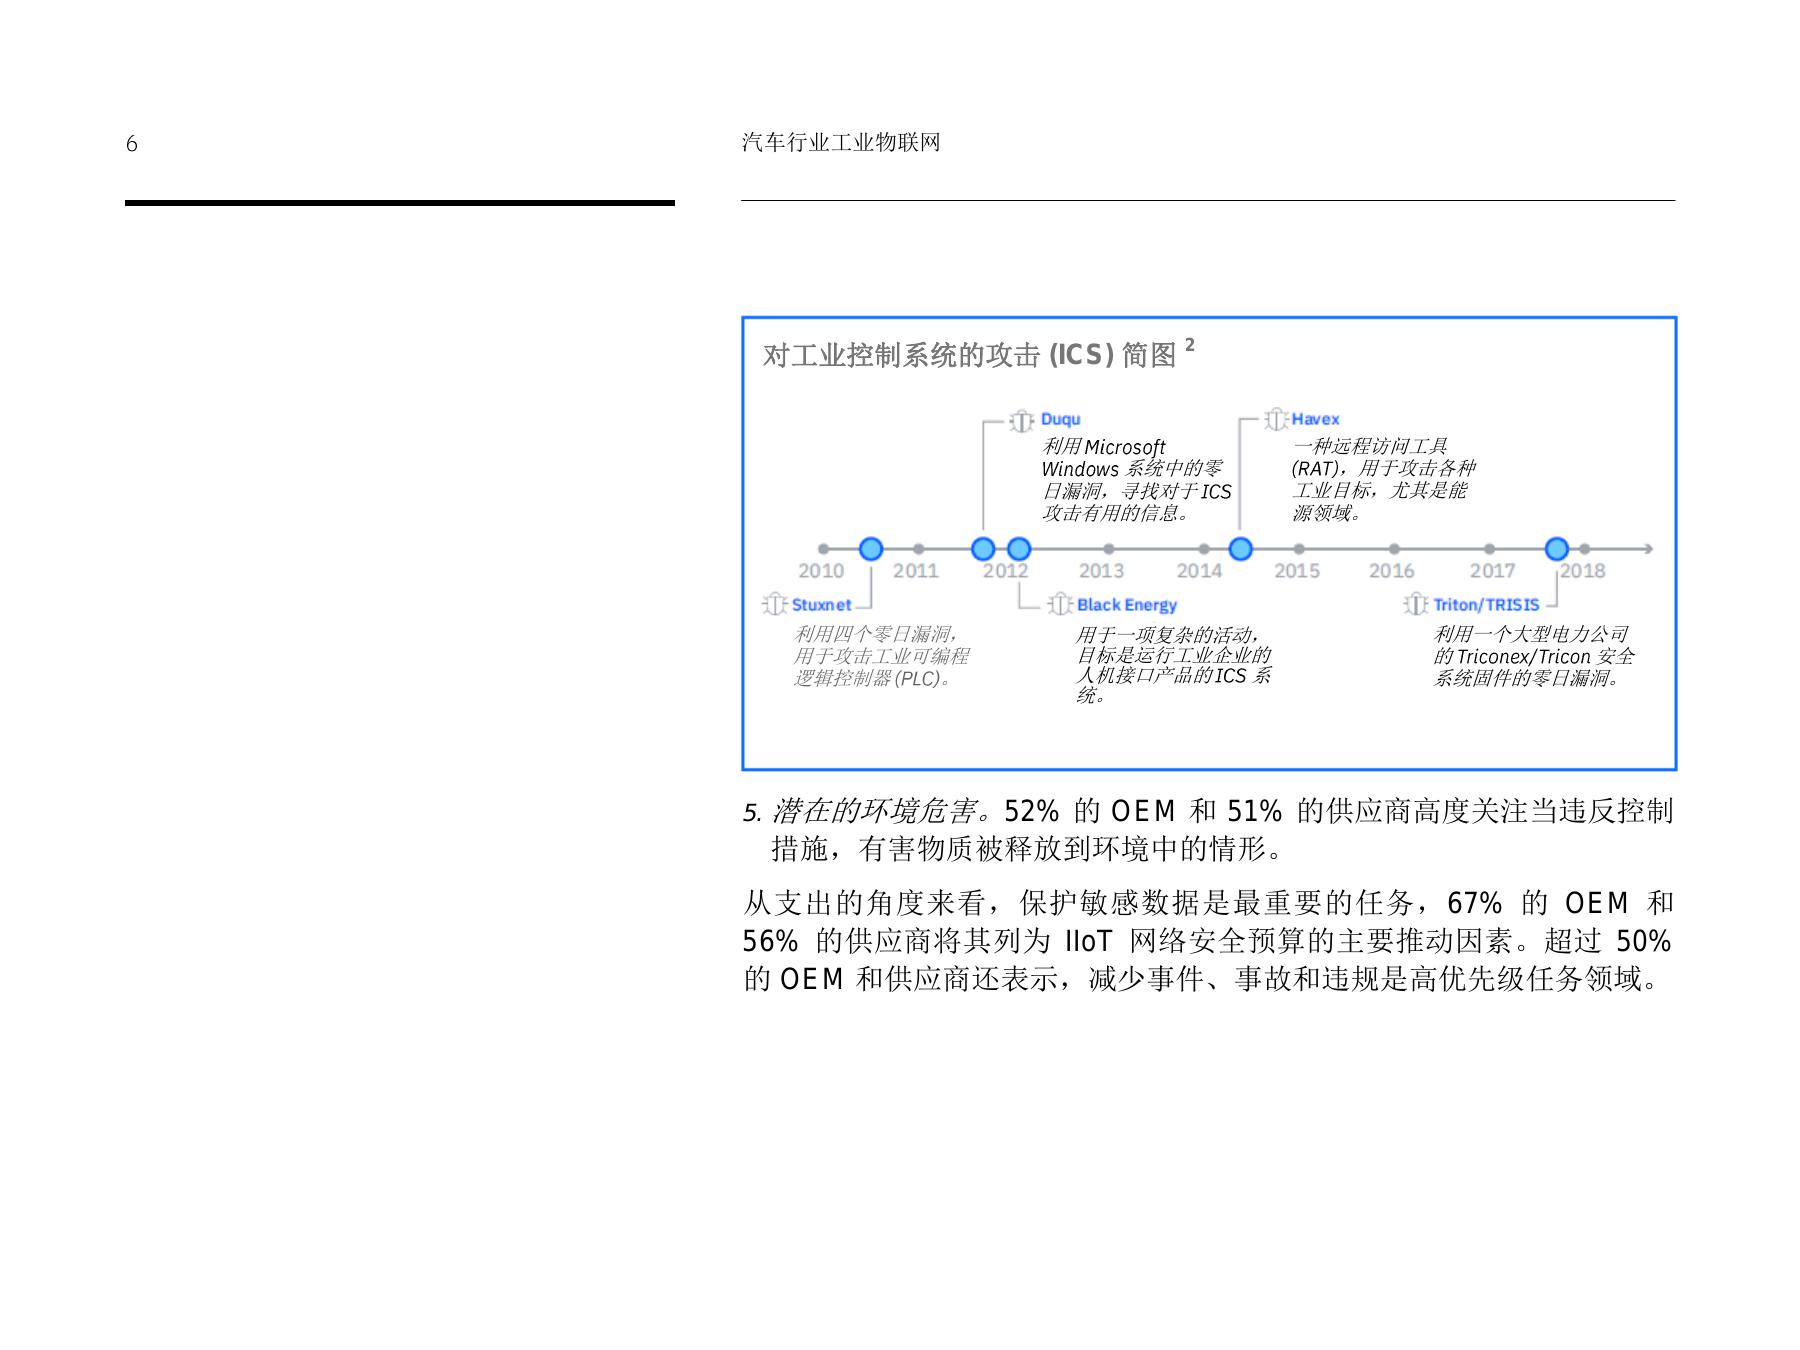 6
汽车行业工业物联网
对工业控制系统的攻击 (ICS) 简图 2
Duqu
利用 Microsoft
Windows 系统中的零
日漏洞，寻找对于 ICS
攻击有用的信息。
Havex
一种远程访问工具
(RAT)，用于攻击各种
工业目标，尤其是能
源领域。
2010 2011 2012 2013 2014 2015 2016 2017 2018
Stuxnet
利用四个零日漏洞，
用于攻击工业可编程
逻辑控制器 (PLC)。
Black Energy
用于一项复杂的活动，
目标是运行工业企业的
人机接口产品的 ICS 系
统。
Triton/TRISIS
利用一个大型电力公司
的 Triconex/Tricon 安全
系统固件的零日漏洞。
5. 潜在的环境危害。52% 的 OEM 和 51% 的供应商高度关注当违反控制
措施，有害物质被释放到环境中的情形。
从支出的角度来看，保护敏感数据是最重要的任务，67% 的 OEM 和
56% 的供应商将其列为 IIoT 网络安全预算的主要推动因素。超过 50%
的 OEM 和供应商还表示，减少事件、事故和违规是高优先级任务领域。